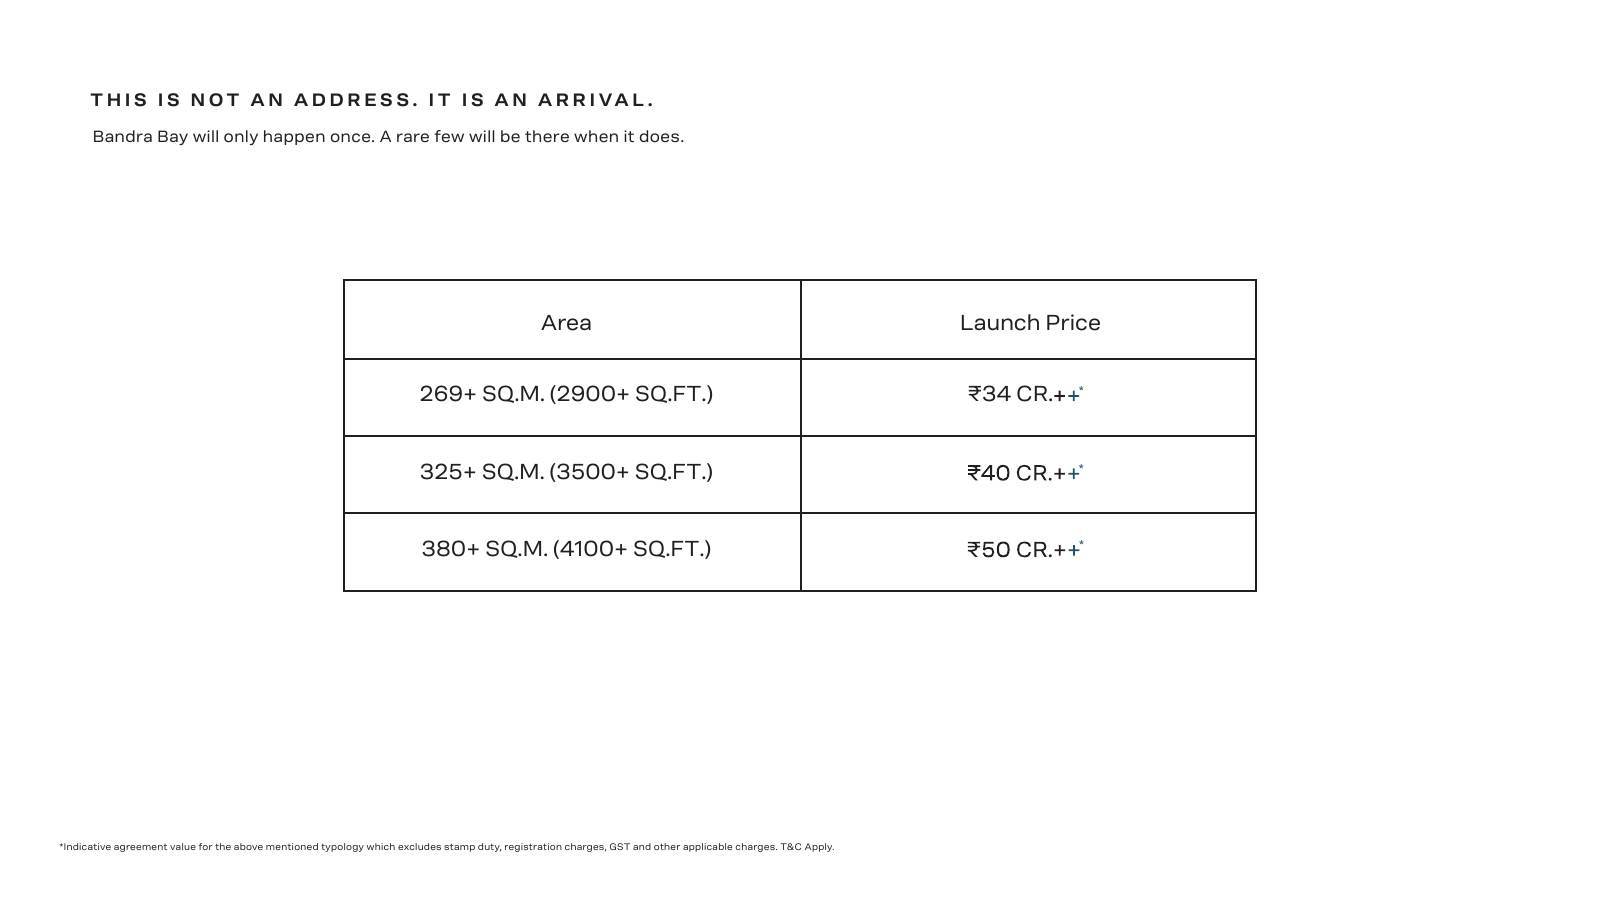 THIS IS NOT AN ADDRESS. IT IS AN ARRIVAL.
Bandra Bay will only happen once. A rare few will be there when it does.
Area
Launch Price
269+ SQ.M. (2900+ SQ.FT.)
₹34 CR.++*
325+ SQ.M. (3500+ SQ.FT.)
₹40 CR.++*
380+ SQ.M. (4100+ SQ.FT.)
₹50 CR.++*
*Indicative agreement value for the above mentioned typology which excludes stamp duty, registration charges, GST and other applicable charges. T&C Apply.